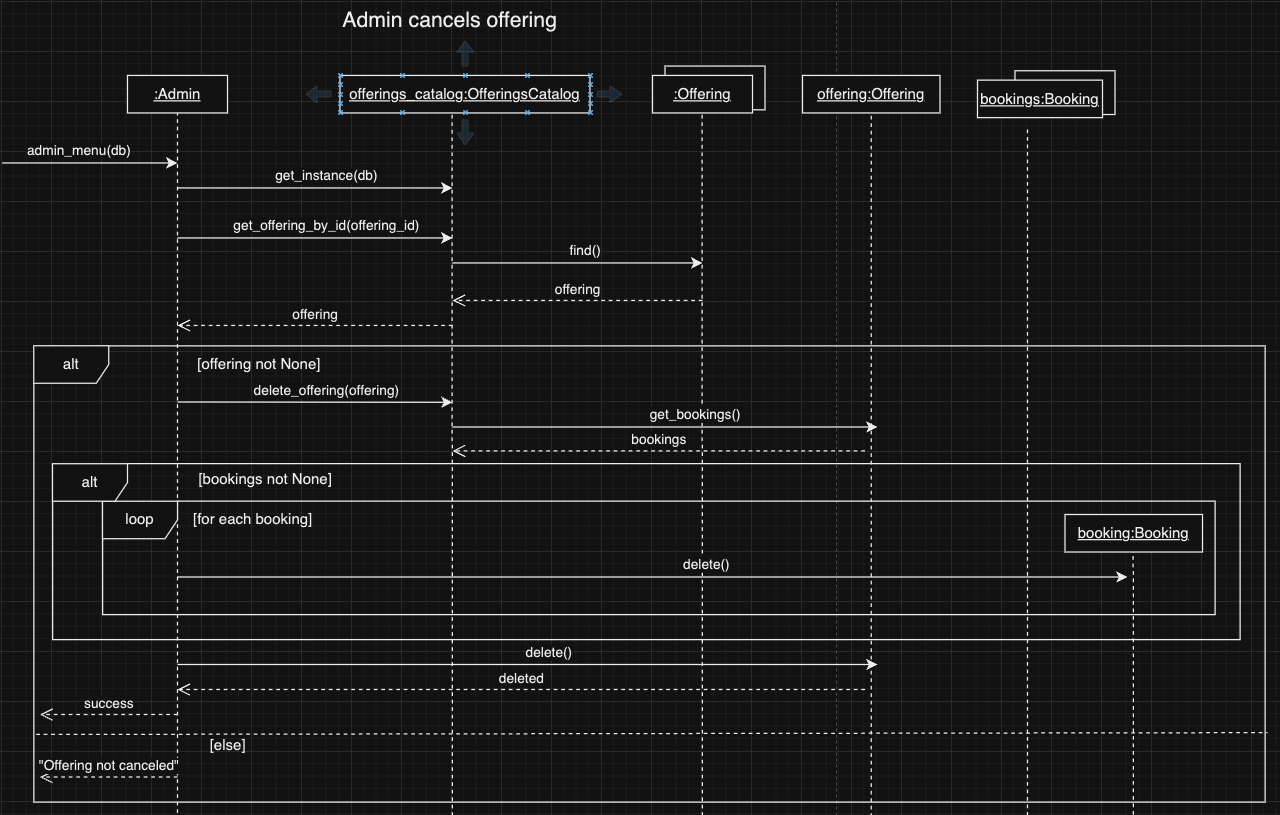 Admin cancels offering
:Admin
offerings_catalog:OfferingsCatalog
:Offering
offering:Offering
bookings:Booking
admin_menu(db)
get_instance(db)
get_offering_by_id(offering_id)
find()
offering
offering
alt
[offering not None]
delete_offering(offering)
get_bookings()
bookings
alt
[bookings not None]
loop
[for each booking]
booking:Booking
delete()
delete()
deleted
success
[else]
"Offering not canceled"